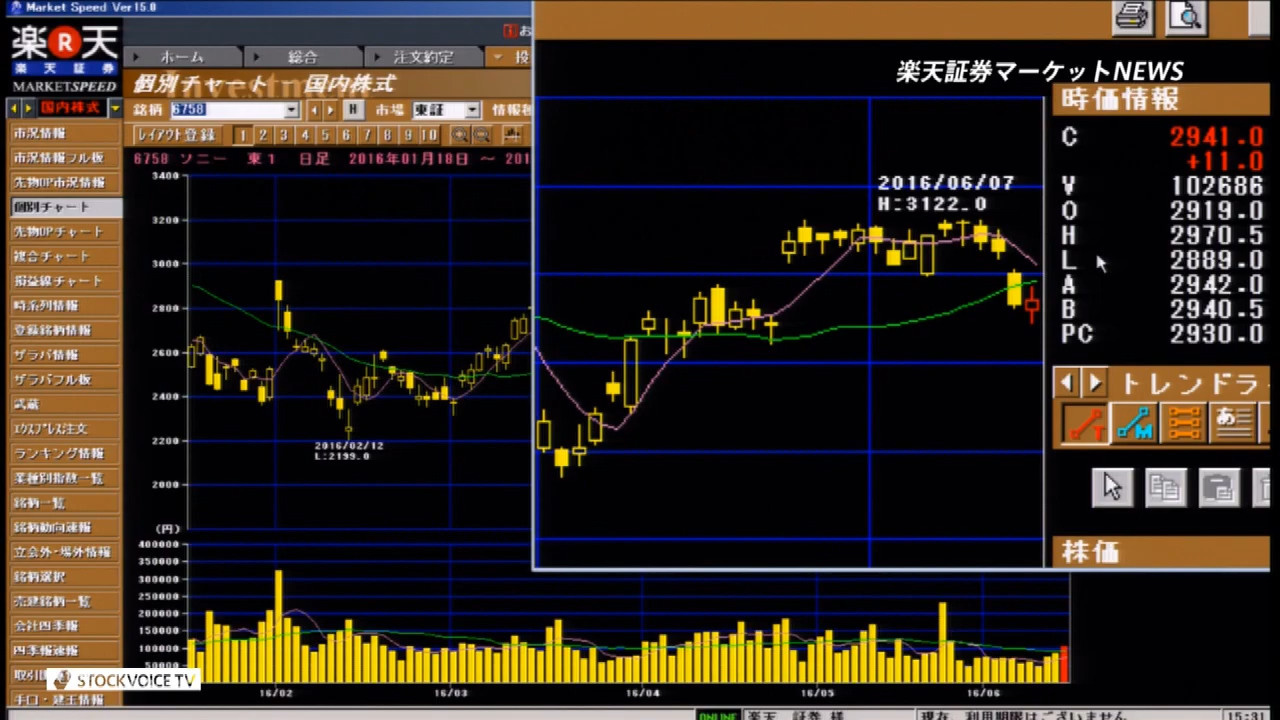 Market Speed Ver15.0
楽R天
楽天証券
MARKETSPEED
国内株式
市況情報
市況情報フル板
先物OP市況情報
個別チャート
先物OPチャート
複合チャート
損益線チャート
時系列情報
登録銘柄情報
ザラバ情報
ザラバフル板
武蔵
エクスプレス注文
ランキング情報
業種別指数一覧
銘柄一覧
銘柄動向速報
立会外・場外情報
銘柄選択
売建銘柄一覧
会社四季報
四季報速報
取引
手口・建玉情報
STOCKVOICE TV
1 お
ホーム 総合 注文約定 投
Investment
個別チャート 国内株式
銘柄 6758 H 市場 東証 情報
レイアウト登録 1 2 3 4 5 6 7 8 9 10
6758 ソニー 東1 日足 2016年01月18日 ~ 201
3400
3200
3000
2800
2600
2400
2200
2000
(円)
2016/02/12
L:2199.0
400000
350000
300000
250000
200000
150000
100000
50000
16/02 16/03 16/04 16/05 16/06
2016/06/07
H:3122.0
楽天証券マーケットNEWS
時価情報
C 2941.0
+11.0
V 102686
O 2919.0
H 2970.5
L 2889.0
A 2942.0
B 2940.5
PC 2930.0
トレンドラ
T M あ
株価
ONLINE 楽天 証券 様 現在、利用期限はございません 15:31